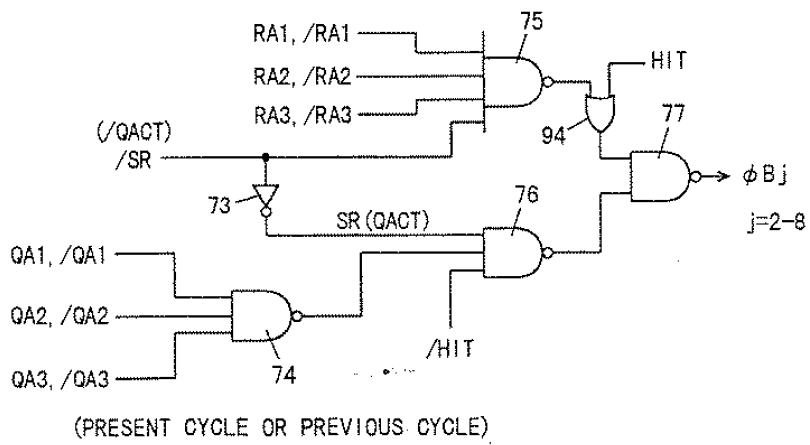 75
RA1, /RA1
HIT
RA2, /RA2
77
RA3, /RA3
94
(/QACT)
/SR
φBj
76
73
j=2-8
SR(QACT)
QA1, /QA1
QA2, /QA2
/HIT
74
QA3, /QA3
(PRESENT CYCLE OR PREVIOUS CYCLE)